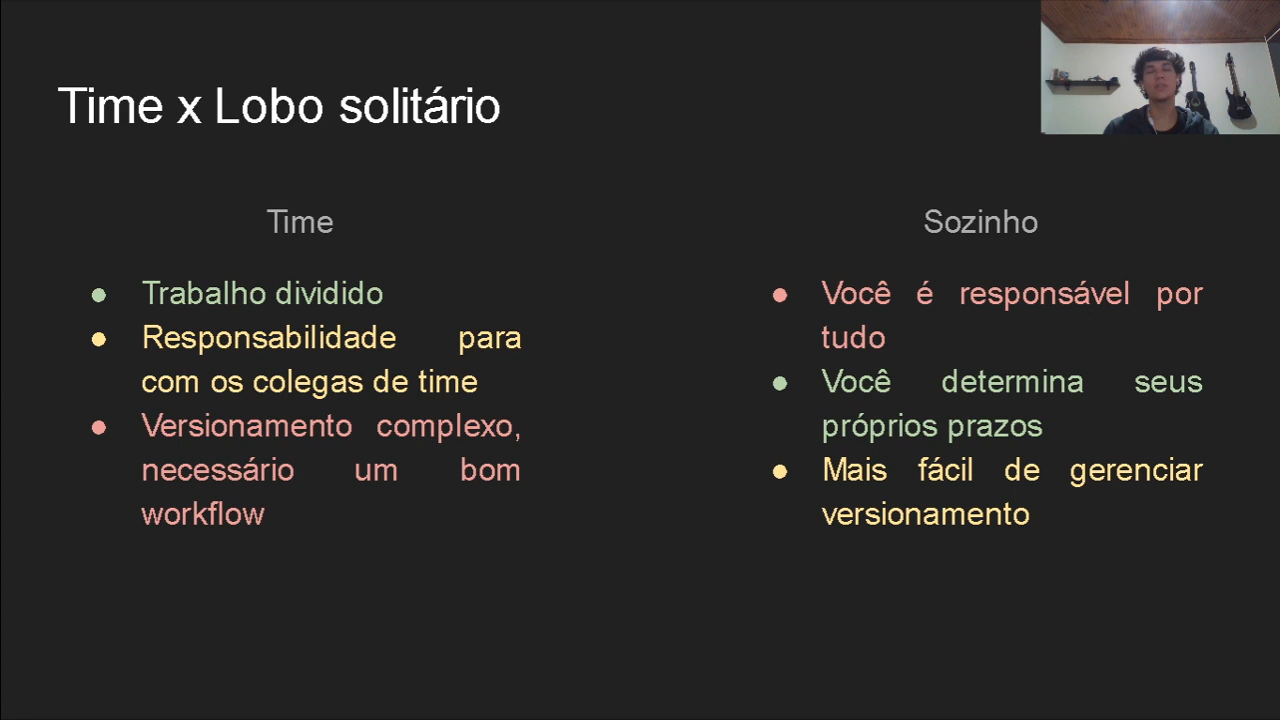 Time x Lobo solitário
Time
Trabalho dividido
Responsabilidade para
com os colegas de time
Versionamento complexo,
necessário um bom
workflow
Sozinho
Você é responsável por
tudo
Você determina seus
próprios prazos
Mais fácil de gerenciar
versionamento